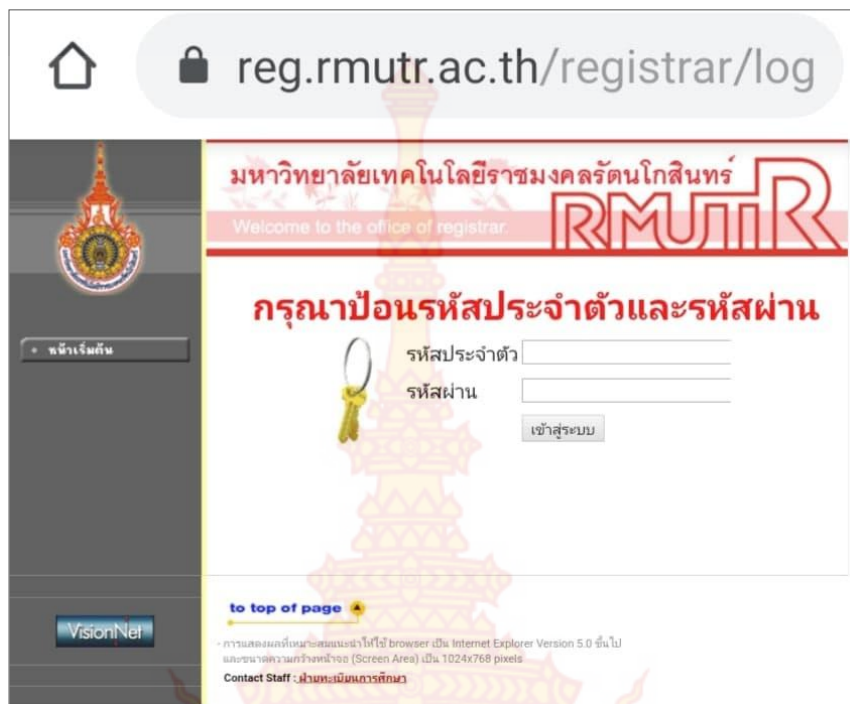 reg.rmutr.ac.th/registrar/log
มหาวิทยาลัยเทคโนโลยีราชมงคลรัตนโกสินทร์
RMUTR
Welcome to the office of registrar.
กรุณาป้อนรหัสประจำตัวและรหัสผ่าน
หน้าเริ่มต้น
รหัสประจำตัว
รหัสผ่าน
เข้าสู่ระบบ
to top of page
VisionNet
- การแสดงผลที่เหมาะสมแนะนำให้ใช้ browser เป็น Internet Explorer Version 5.0 ขึ้นไป
และขนาดความกว้างหน้าจอ (Screen Area) เป็น 1024x768 pixels
Contact Staff : ฝ่ายทะเบียนการศึกษา